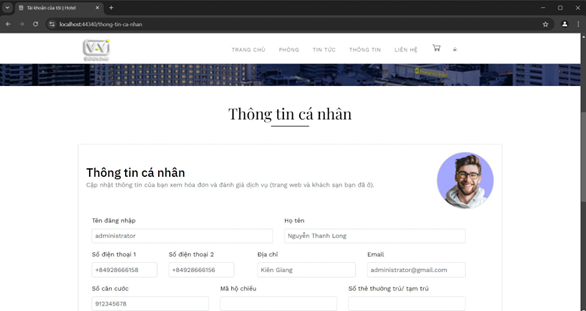 Tài khoản của tôi | Hotel
localhost:44340/thong-tin-ca-nhan
TRANG CHỦ PHÒNG TIN TỨC THÔNG TIN LIÊN HỆ
Thông tin cá nhân
Thông tin cá nhân
Cập nhật thông tin của bạn xem hóa đơn và đánh giá dịch vụ (trang web và khách sạn bạn đã ở).
Tên đăng nhập Họ tên
administrator Nguyễn Thanh Long
Số điện thoại 1 Số điện thoại 2 Địa chỉ Email
+84928666158 +84928666156 Kiên Giang administrator@gmail.com
Số căn cước Mã hộ chiếu Số thẻ thường trú/ tạm trú
912345678